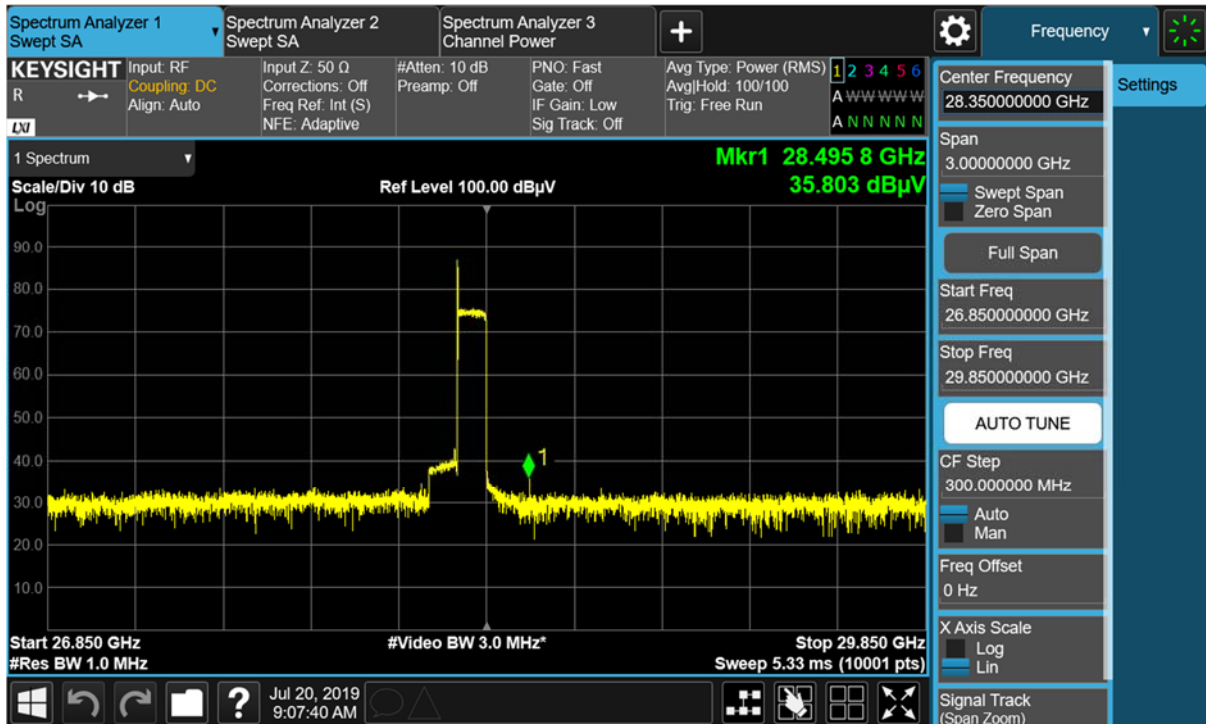 Spectrum Analyzer 1
Swept SA
Spectrum Analyzer 2
Swept SA
Spectrum Analyzer 3
Channel Power
Frequency
KEYSIGHT
R
LXI
Input: RF
Coupling: DC
Align: Auto
Input Z: 50 Ω
Corrections: Off
Freq Ref: Int (S)
NFE: Adaptive
#Atten: 10 dB
Preamp: Off
PNO: Fast
Gate: Off
IF Gain: Low
Sig Track: Off
Avg Type: Power (RMS)
Avg|Hold: 100/100
Trig: Free Run
1 2 3 4 5 6
A W W W W W
A N N N N N
1 Spectrum
Scale/Div 10 dB
Log
Ref Level 100.00 dBµV
Mkr1 28.495 8 GHz
35.803 dBµV
90.0
80.0
70.0
60.0
50.0
40.0
30.0
20.0
10.0
1
Start 26.850 GHz
#Res BW 1.0 MHz
#Video BW 3.0 MHz*
Stop 29.850 GHz
Sweep 5.33 ms (10001 pts)
Jul 20, 2019
9:07:40 AM
Settings
Center Frequency
28.350000000 GHz
Span
3.00000000 GHz
Swept Span
Zero Span
Full Span
Start Freq
26.850000000 GHz
Stop Freq
29.850000000 GHz
AUTO TUNE
CF Step
300.000000 MHz
Auto
Man
Freq Offset
0 Hz
X Axis Scale
Log
Lin
Signal Track
(Span Zoom)